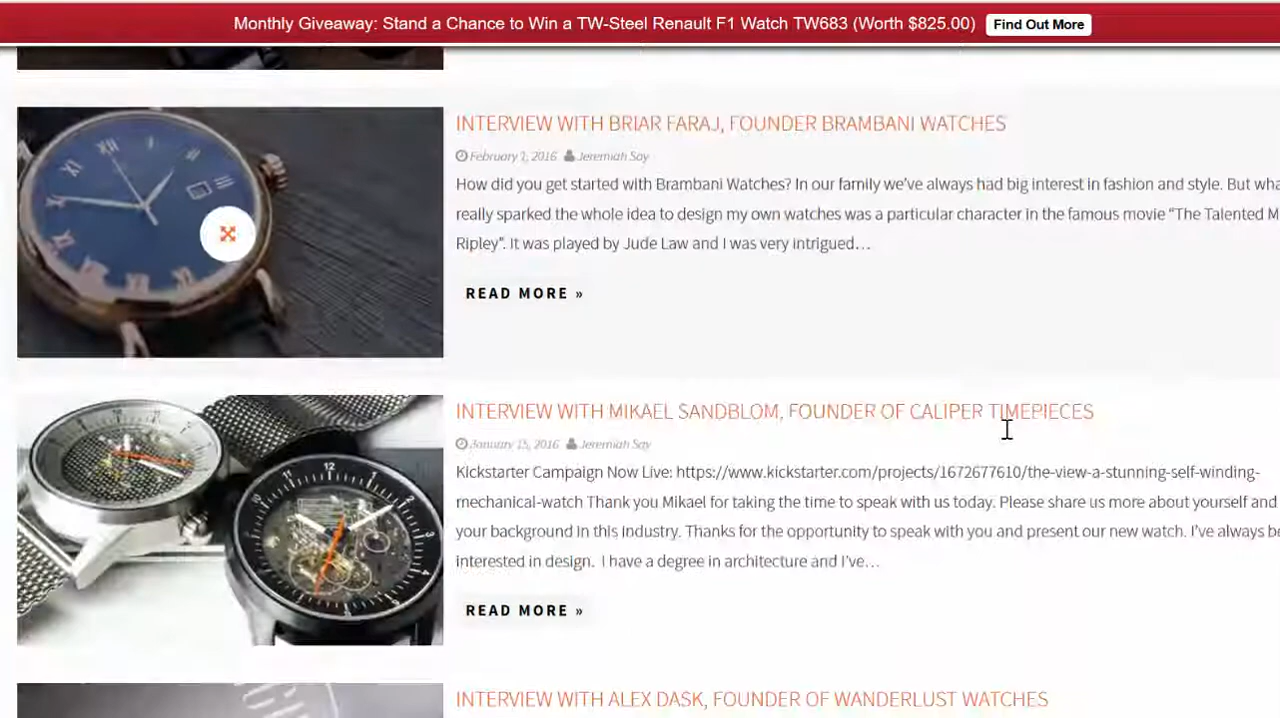 Monthly Giveaway: Stand a Chance to Win a TW-Steel Renault F1 Watch TW683 (Worth $825.00) Find Out More
INTERVIEW WITH BRIAR FARAJ, FOUNDER BRAMBANI WATCHES
February 2016 Jeremiah Say
How did you get started with Brambani Watches? In our family we've always had big interest in fashion and style. But
really sparked the whole idea to design my own watches was a particular character in the famous movie “The Talented
Ripley”. It was played by Jude Law and I was very intrigued…
READ MORE »
INTERVIEW WITH MIKAEL SANDBLOM, FOUNDER OF CALIPER TIMEPIECES
January 15, 2016 Jeremiah Say
Kickstarter Campaign Now Live: https://www.kickstarter.com/projects/1672677610/the-view-a-stunning-self-winding-
mechanical-watch Thank you Mikael for taking the time to speak with us today. Please share us more about yourself and
your background in this industry. Thanks for the opportunity to speak with you and present our new watch. I've always
interested in design. I have a degree in architecture and I've…
READ MORE »
INTERVIEW WITH ALEX DASK, FOUNDER OF WANDERLUST WATCHES